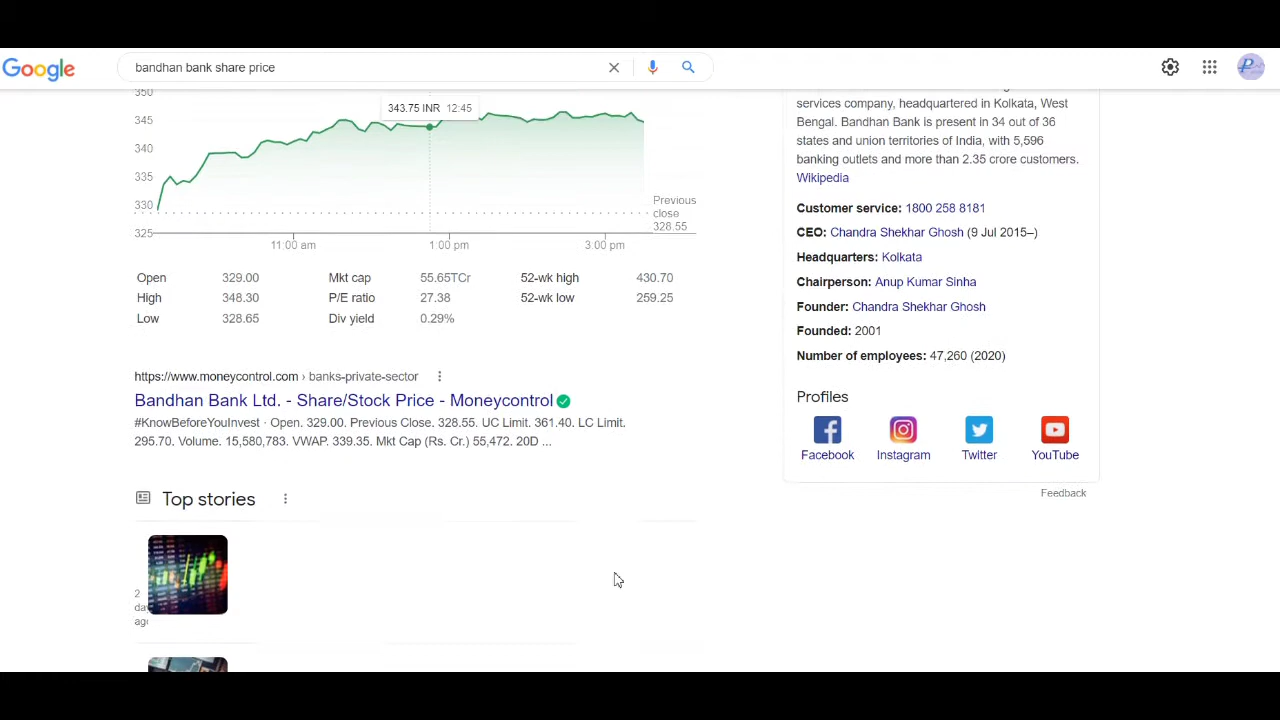 Google
bandhan bank share price
350
343.75 INR 12:45
345
340
335
330
325
Previous
close
328.55
11:00 am 1:00 pm 3:00 pm
Open 329.00 Mkt cap 55.65TCr 52-wk high 430.70
High 348.30 P/E ratio 27.38 52-wk low 259.25
Low 328.65 Div yield 0.29%
https://www.moneycontrol.com › banks-private-sector
Bandhan Bank Ltd. - Share/Stock Price - Moneycontrol
#KnowBeforeYouInvest · Open. 329.00. Previous Close. 328.55. UC Limit. 361.40. LC Limit.
295.70. Volume. 15,580,783. VWAP. 339.35. Mkt Cap (Rs. Cr.) 55,472. 20D ...
Top stories
2
ago
services company, headquartered in Kolkata, West
Bengal. Bandhan Bank is present in 34 out of 36
states and union territories of India, with 5,596
banking outlets and more than 2.35 crore customers.
Wikipedia
Customer service: 1800 258 8181
CEO: Chandra Shekhar Ghosh (9 Jul 2015–)
Headquarters: Kolkata
Chairperson: Anup Kumar Sinha
Founder: Chandra Shekhar Ghosh
Founded: 2001
Number of employees: 47,260 (2020)
Profiles
Facebook Instagram Twitter YouTube
Feedback